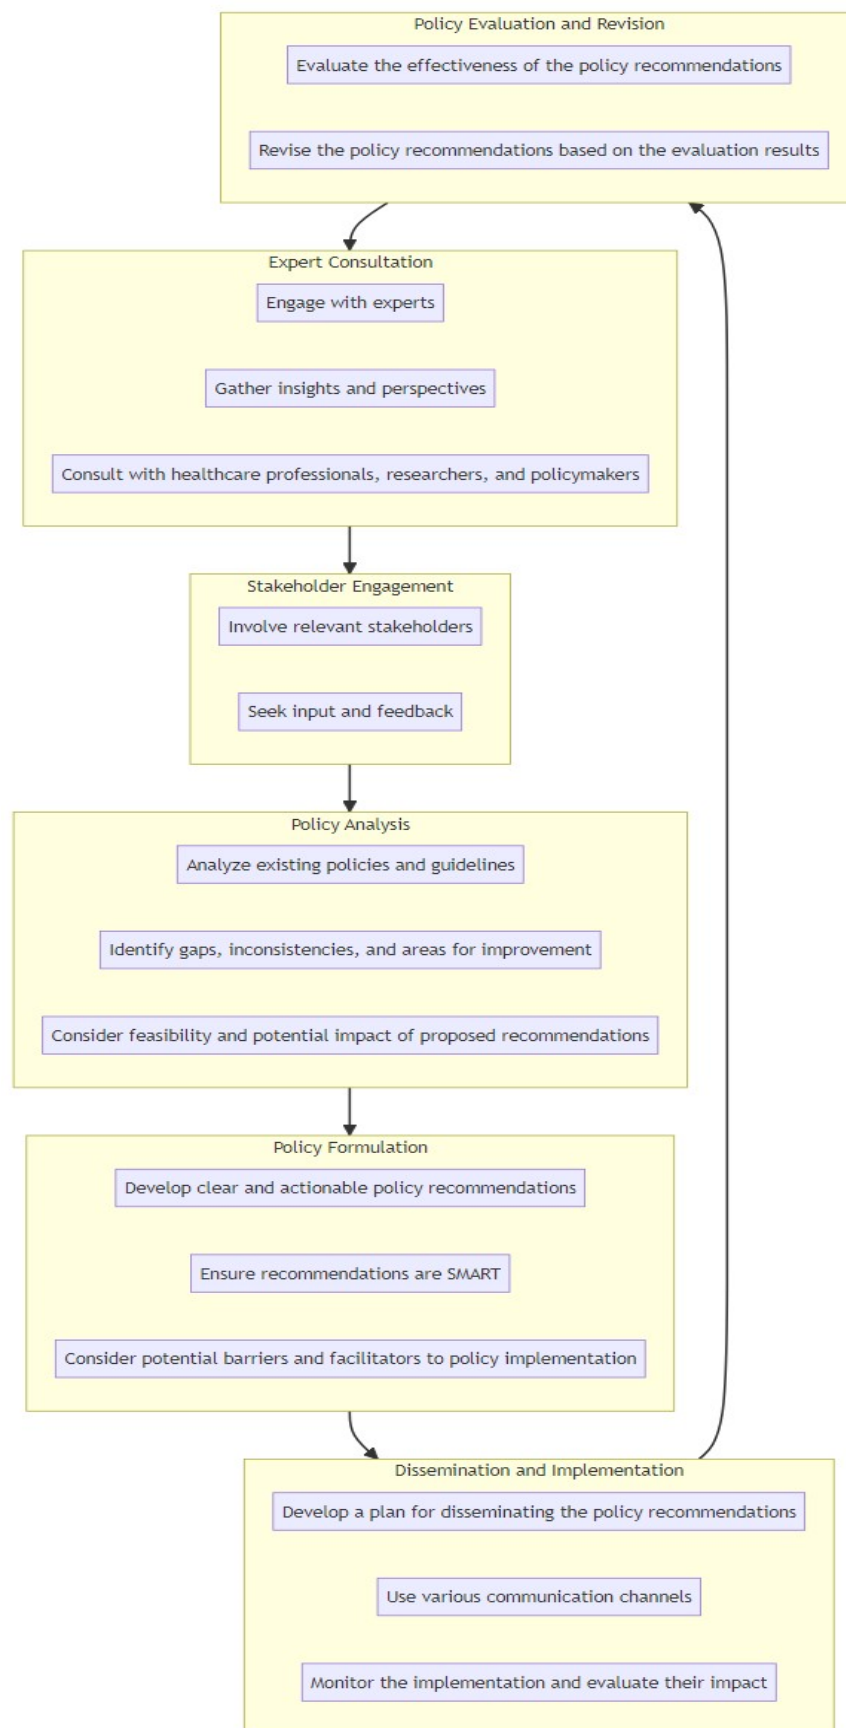 Policy Evaluation and Revision
Evaluate the effectiveness of the policy recommendations
Revise the policy recommendations based on the evaluation results
Expert Consultation
Engage with experts
Gather insights and perspectives
Consult with healthcare professionals, researchers, and policymakers
Stakeholder Engagement
Involve relevant stakeholders
Seek input and feedback
Policy Analysis
Analyze existing policies and guidelines
Identify gaps, inconsistencies, and areas for improvement
Consider feasibility and potential impact of proposed recommendations
Policy Formulation
Develop clear and actionable policy recommendations
Ensure recommendations are SMART
Consider potential barriers and facilitators to policy implementation
Dissemination and Implementation
Develop a plan for disseminating the policy recommendations
Use various communication channels
Monitor the implementation and evaluate their impact